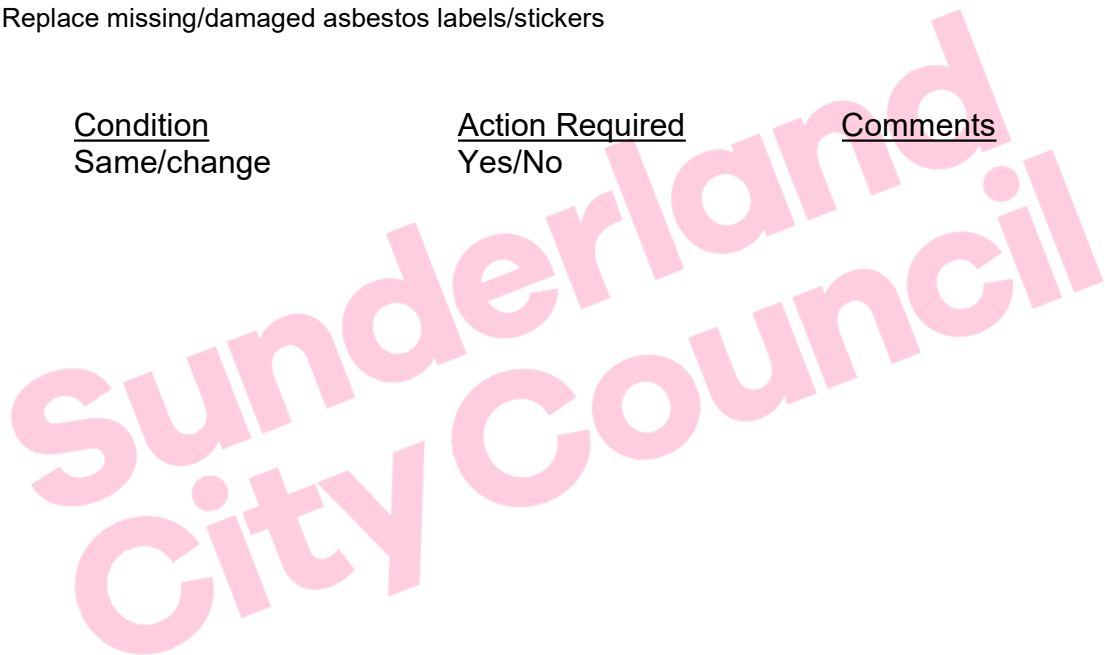 Replace missing/damaged asbestos labels/stickers
Condition Action Required Comments
Same/change Yes/No
Sunderland
City Council